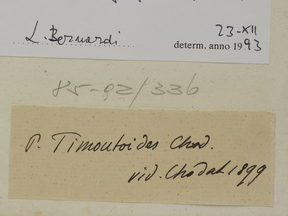 L. Bernardi
23-XII
determ. anno 1993
85-92/336
P. Timoutoides Chod.
vid. Chodat 1899